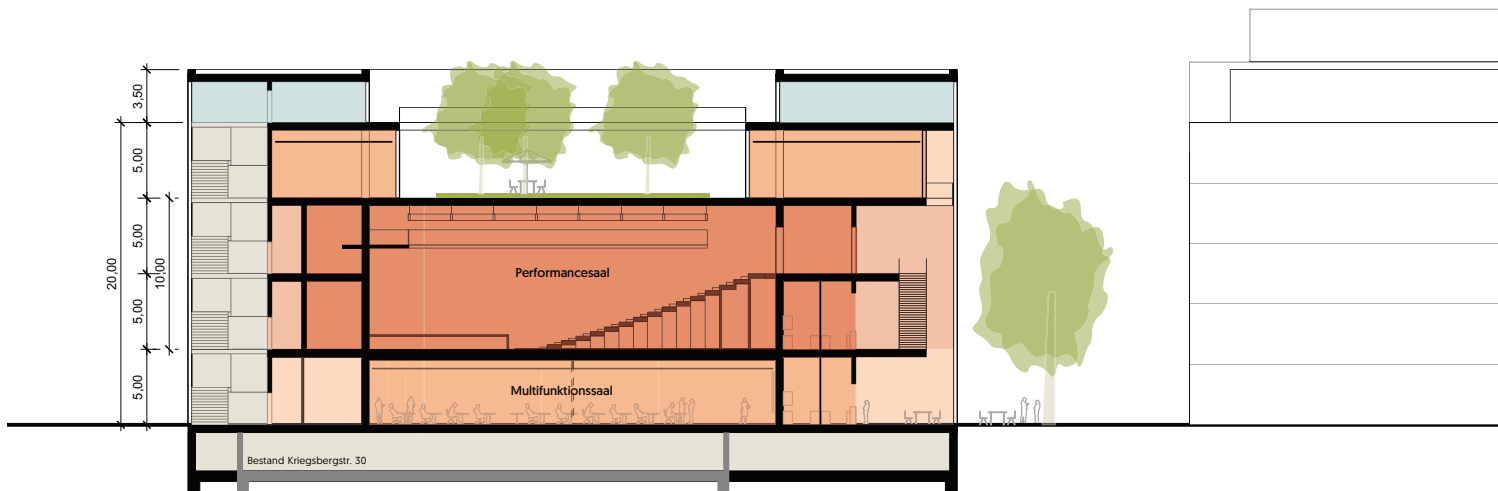 3,50
5,00
5,00
20,00
10,00
5,00
5,00
Performancesaal
Multifunktionssaal
Bestand Kriegsbergstr. 30